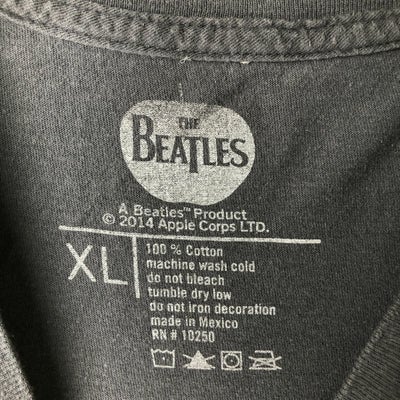 THE
BEATLES
A Beatles™ Product
© 2014 Apple Corps LTD.
XL
100 % Cotton
machine wash cold
do not bleach
tumble dry low
do not iron decoration
made in Mexico
RN # 10250